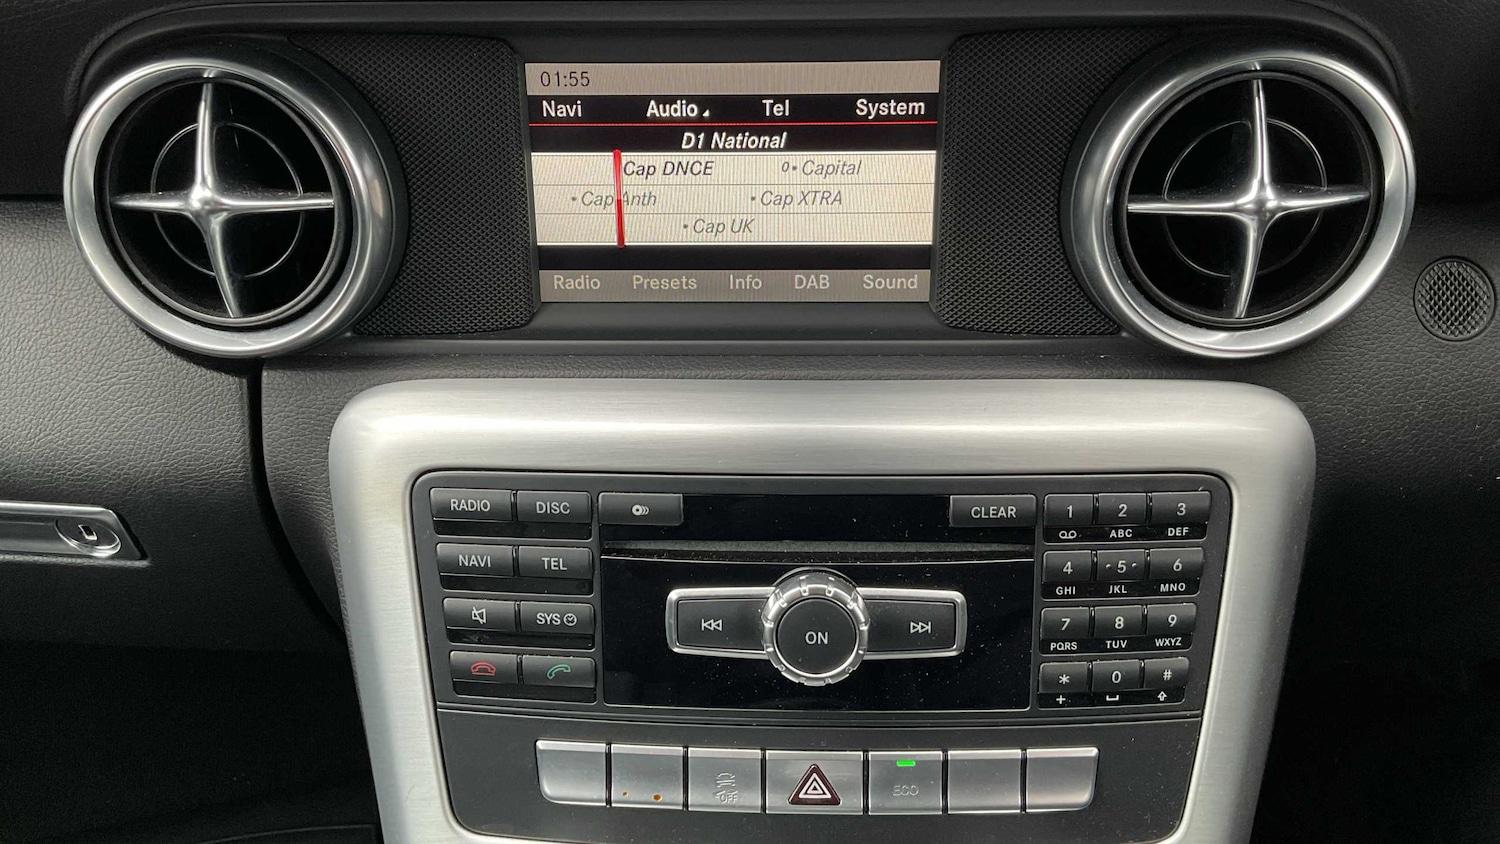 01:55
Navi Audio Tel System
D1 National
Cap DNCE 0• Capital
• Cap Anth • Cap XTRA
• Cap UK
Radio Presets Info DAB Sound
RADIO DISC CLEAR 1 2 3
ABC DEF
NAVI TEL 4 5 6
GHI JKL MNO
SYS ON 7 8 9
PQRS TUV WXYZ
* 0 #
+
OFF ECO